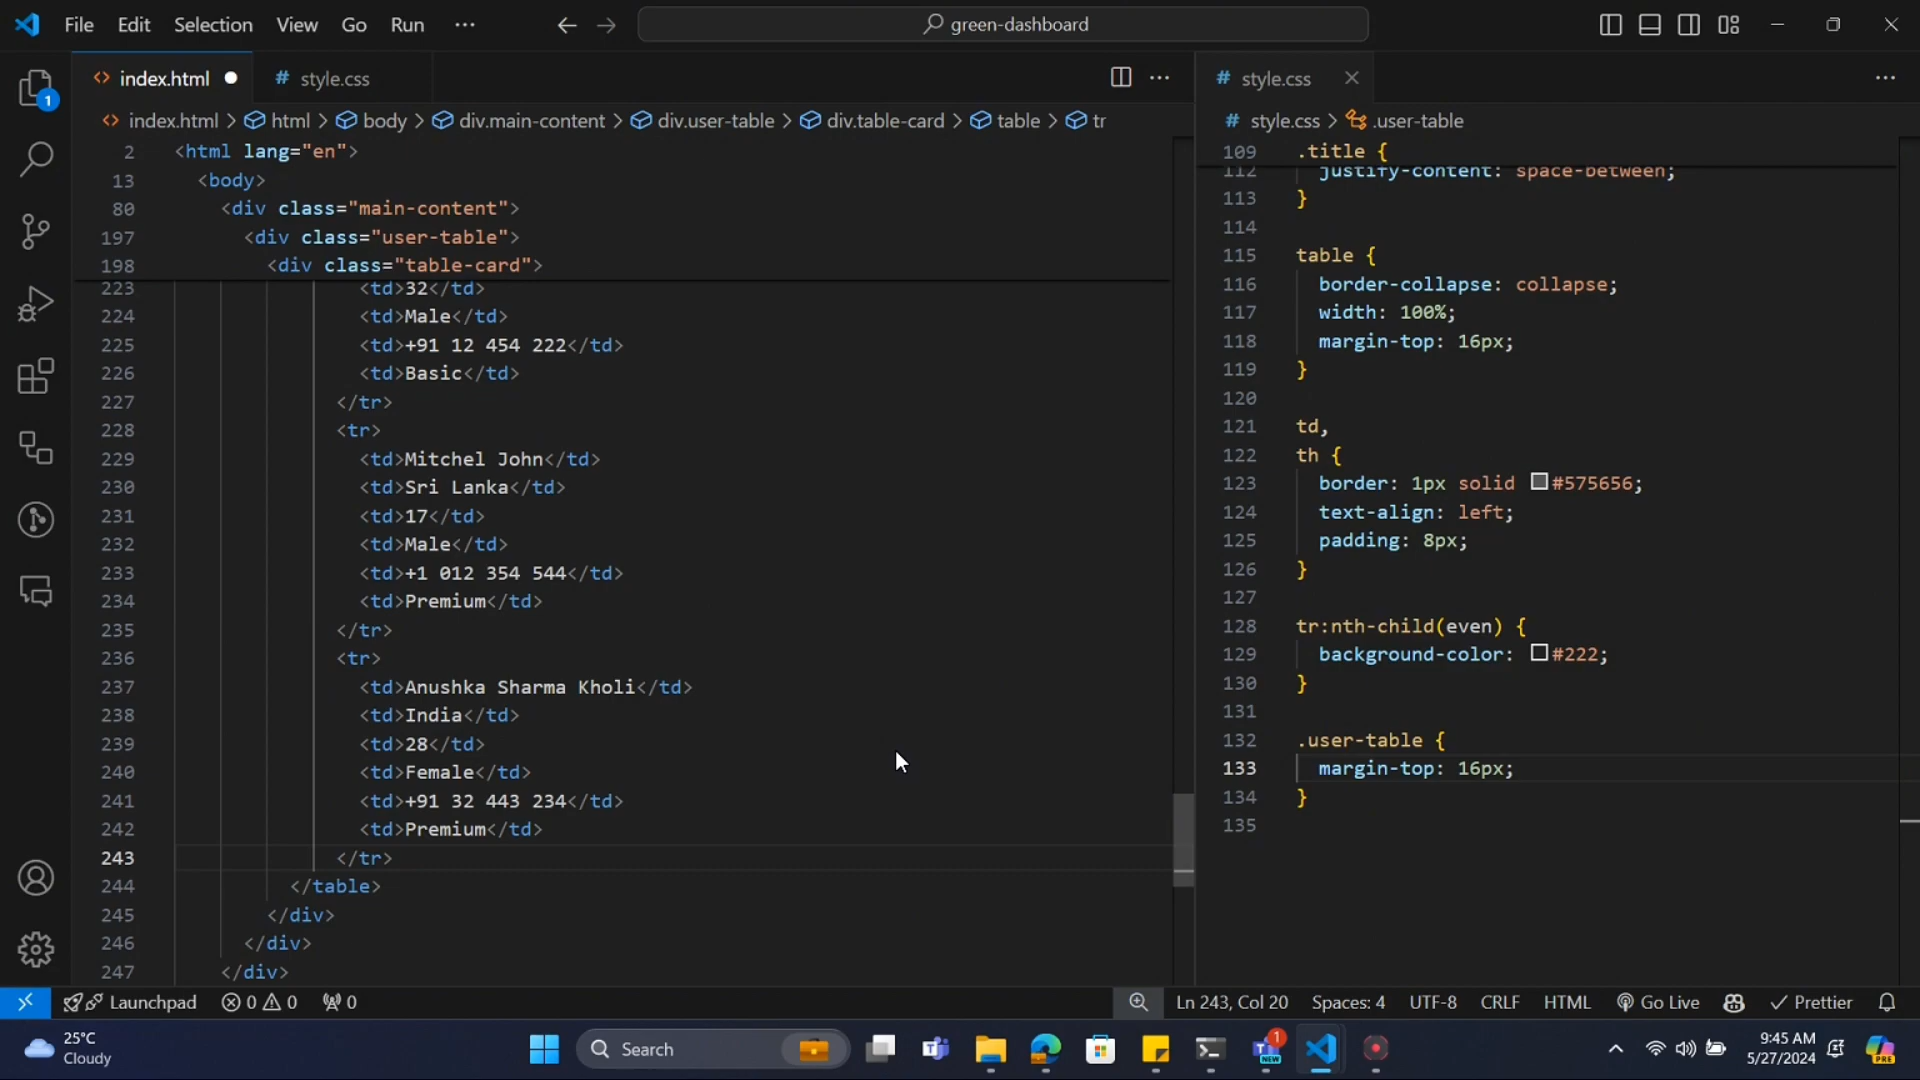 File Edit Selection View Go Run ···
green-dashboard
index.html
style.css
index.html > html > body > div.main-content > div.user-table > div.table-card > table > tr
2 <html lang="en">
13 <body>
80 <div class="main-content">
197 <div class="user-table">
198 <div class="table-card">
223 <td>32</td>
224 <td>Male</td>
225 <td>+91 12 454 222</td>
226 <td>Basic</td>
227 </tr>
228 <tr>
229 <td>Mitchel John</td>
230 <td>Sri Lanka</td>
231 <td>17</td>
232 <td>Male</td>
233 <td>+1 012 354 544</td>
234 <td>Premium</td>
235 </tr>
236 <tr>
237 <td>Anushka Sharma Kholi</td>
238 <td>India</td>
239 <td>28</td>
240 <td>Female</td>
241 <td>+91 32 443 234</td>
242 <td>Premium</td>
243 </tr>
244 </table>
245 </div>
246 </div>
247 </div>
# style.css
# style.css > .user-table
109 .title {
112 justify-content: space-between;
113 }
114
115 table {
116 border-collapse: collapse;
117 width: 100%;
118 margin-top: 16px;
119 }
120
121 td,
122 th {
123 border: 1px solid #575656;
124 text-align: left;
125 padding: 8px;
126 }
127
128 tr:nth-child(even) {
129 background-color: #222;
130 }
131
132 .user-table {
133 margin-top: 16px;
134 }
135
1
Launchpad 0 0 0
Ln 243, Col 20 Spaces: 4 UTF-8 CRLF HTML Go Live Prettier
25°C
Cloudy
Search
1
NEW
9:45 AM
5/27/2024
PRE